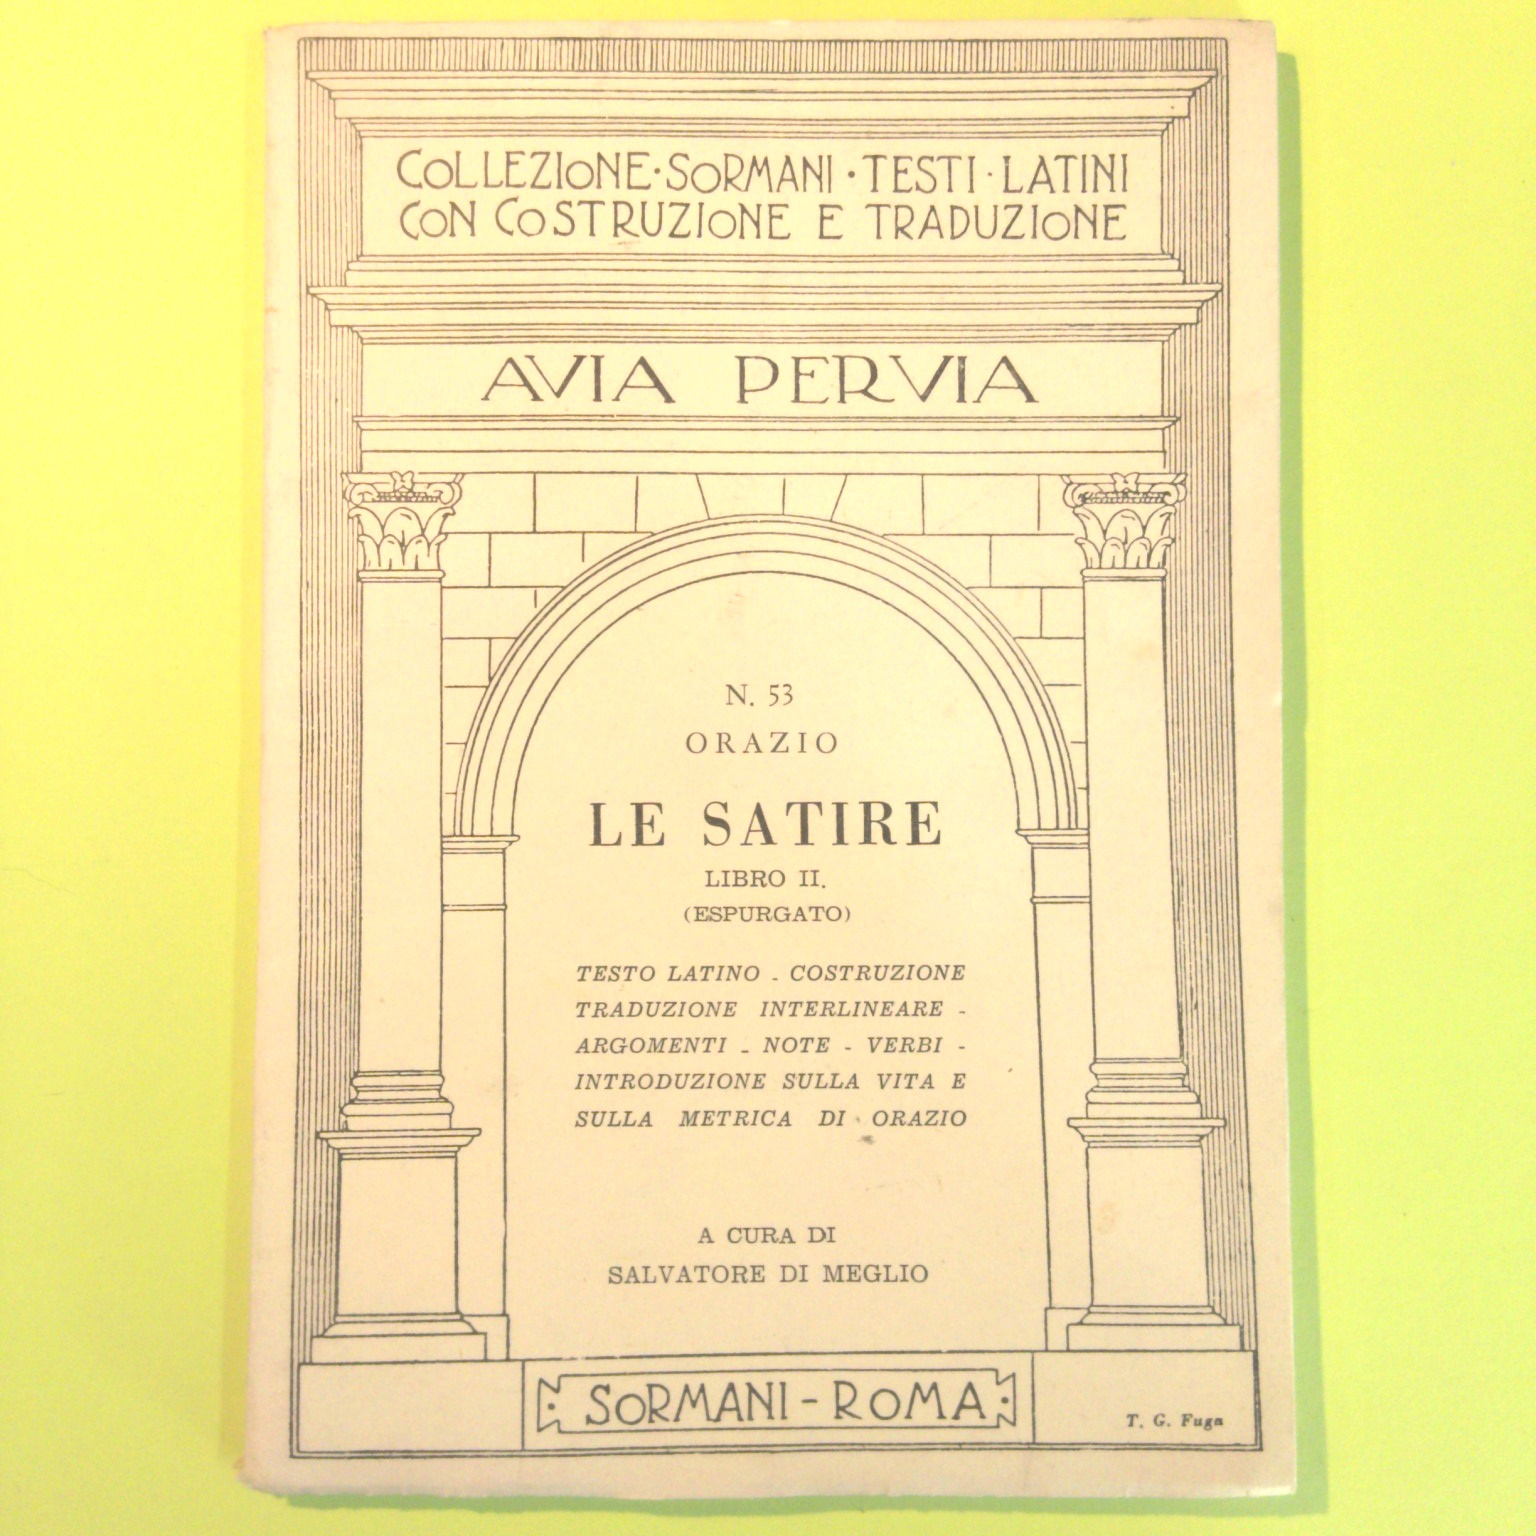 COLLEZIONE · SORMANI · TESTI · LATINI
CON COSTRUZIONE E TRADUZIONE
AVIA PERVIA
N. 53
ORAZIO
LE SATIRE
LIBRO II.
(ESPURGATO)
TESTO LATINO - COSTRUZIONE
TRADUZIONE INTERLINEARE -
ARGOMENTI - NOTE - VERBI -
INTRODUZIONE SULLA VITA E
SULLA METRICA DI ORAZIO
A CURA DI
SALVATORE DI MEGLIO
SORMANI - ROMA
T. G. Fuga